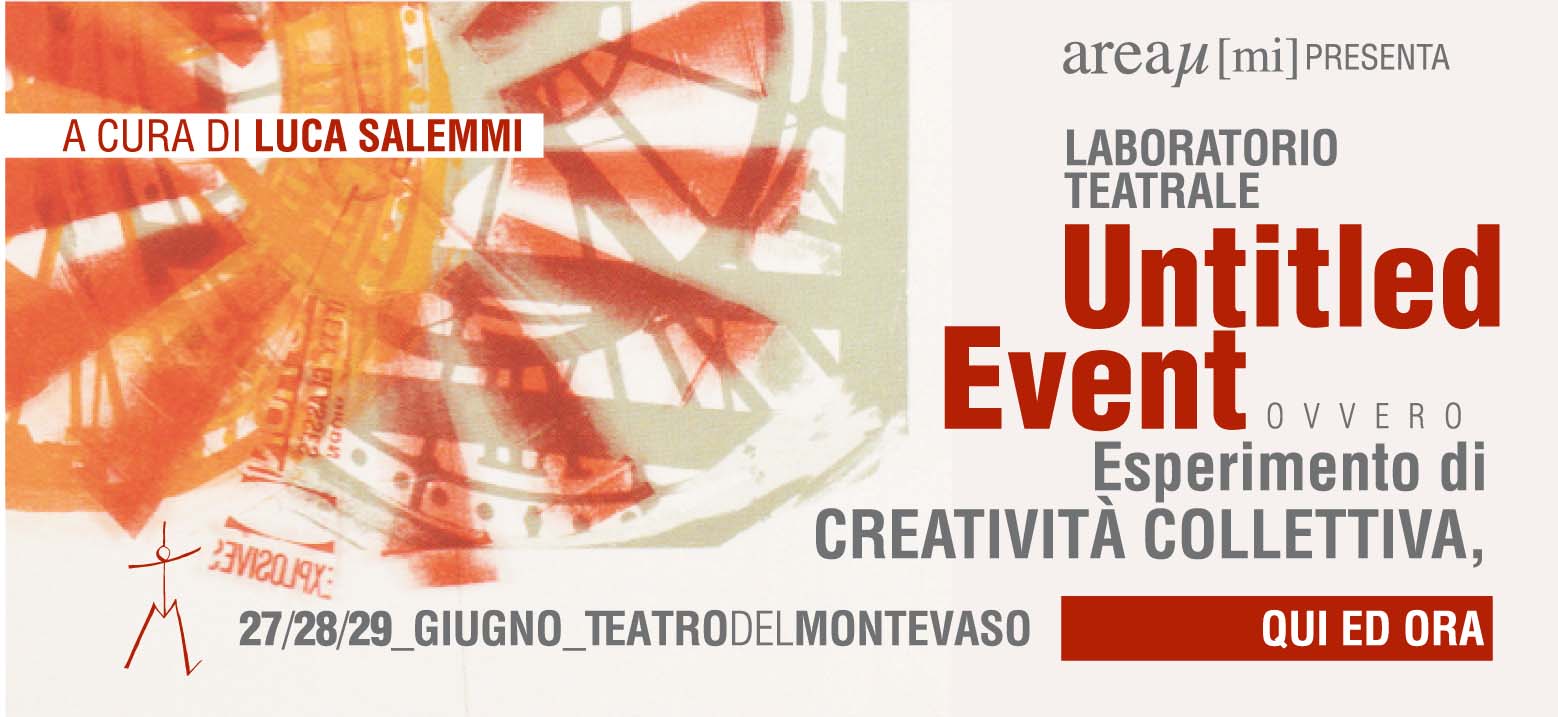 areaµ [mi] PRESENTA
A CURA DI LUCA SALEMMI
LABORATORIO
TEATRALE
Untitled
Event OVVERO
Esperimento di
CREATIVITÀ COLLETTIVA,
QUI ED ORA
27/28/29_GIUGNO_TEATRODELMONTEVASO
EXPLOSIVES